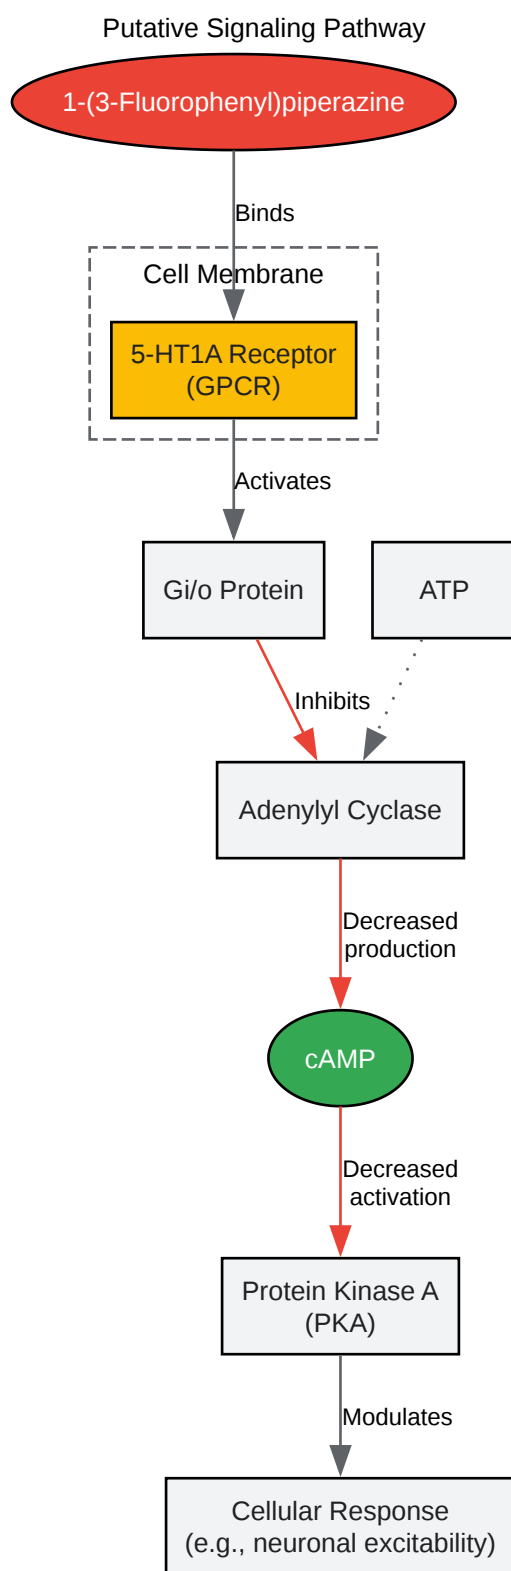 Putative Signaling Pathway
1-(3-Fluorophenyl)piperazine
Binds
Cell Membrane
5-HT1A Receptor
(GPCR)
Activates
Gi/o Protein
ATP
Inhibits
Adenylyl Cyclase
Decreased
production
cAMP
Decreased
activation
Protein Kinase A
(PKA)
Modulates
Cellular Response
(e.g., neuronal excitability)